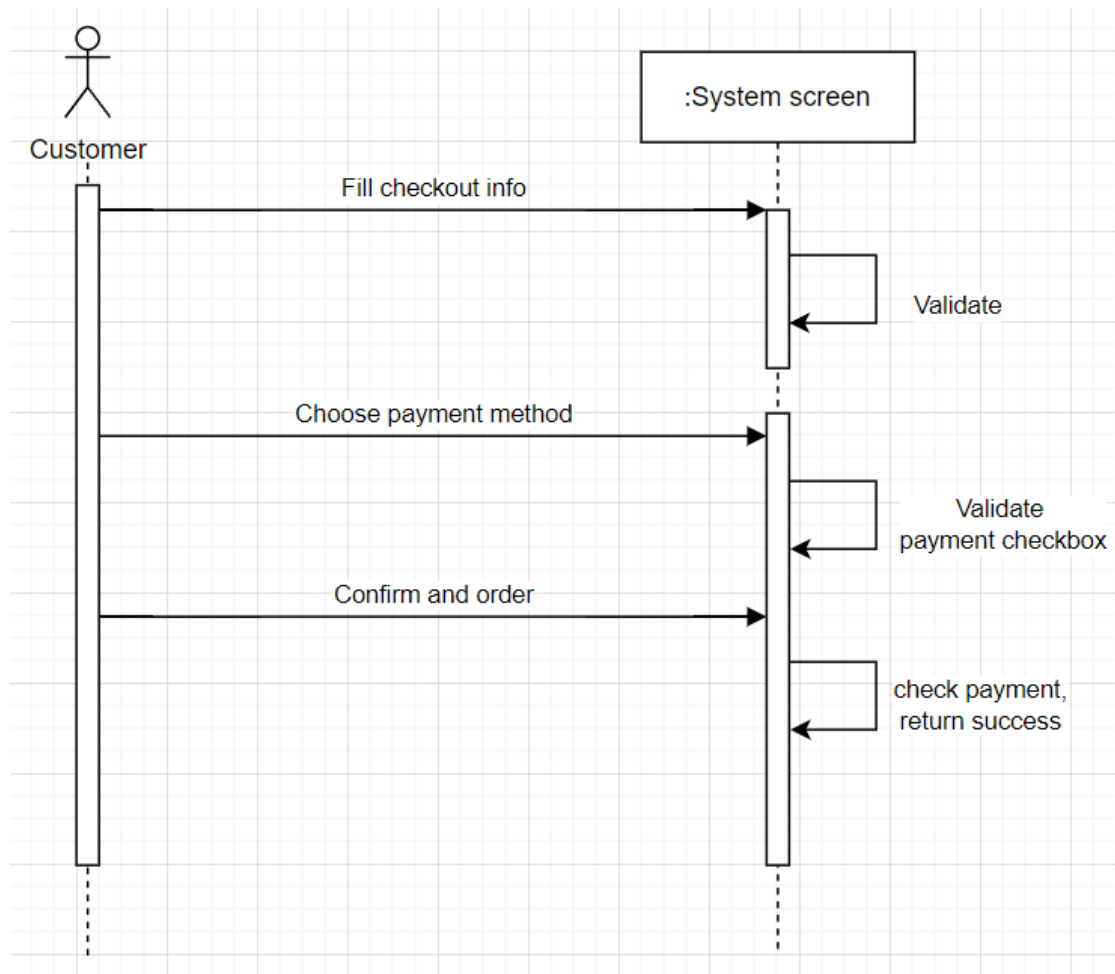 :System screen
Customer
Fill checkout info
Validate
Choose payment method
Validate
payment checkbox
Confirm and order
check payment,
return success